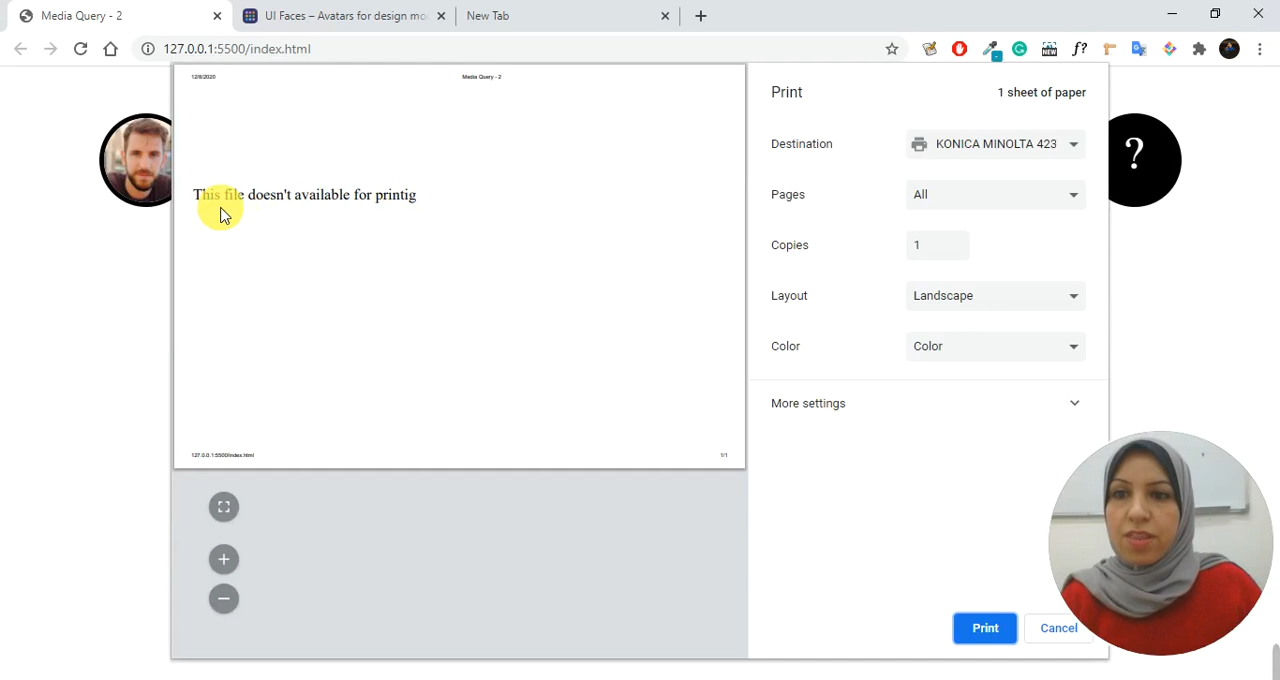 Media Query - 2
UI Faces – Avatars for design mo
New Tab
127.0.0.1:5500/index.html
NEW
f?
12/8/2020
Media Query - 2
This file doesn't available for printig
127.0.0.1:5500/index.html
1/1
Print
1 sheet of paper
Destination
KONICA MINOLTA 423
Pages
All
Copies
1
Layout
Landscape
Color
Color
More settings
Print
Cancel
?